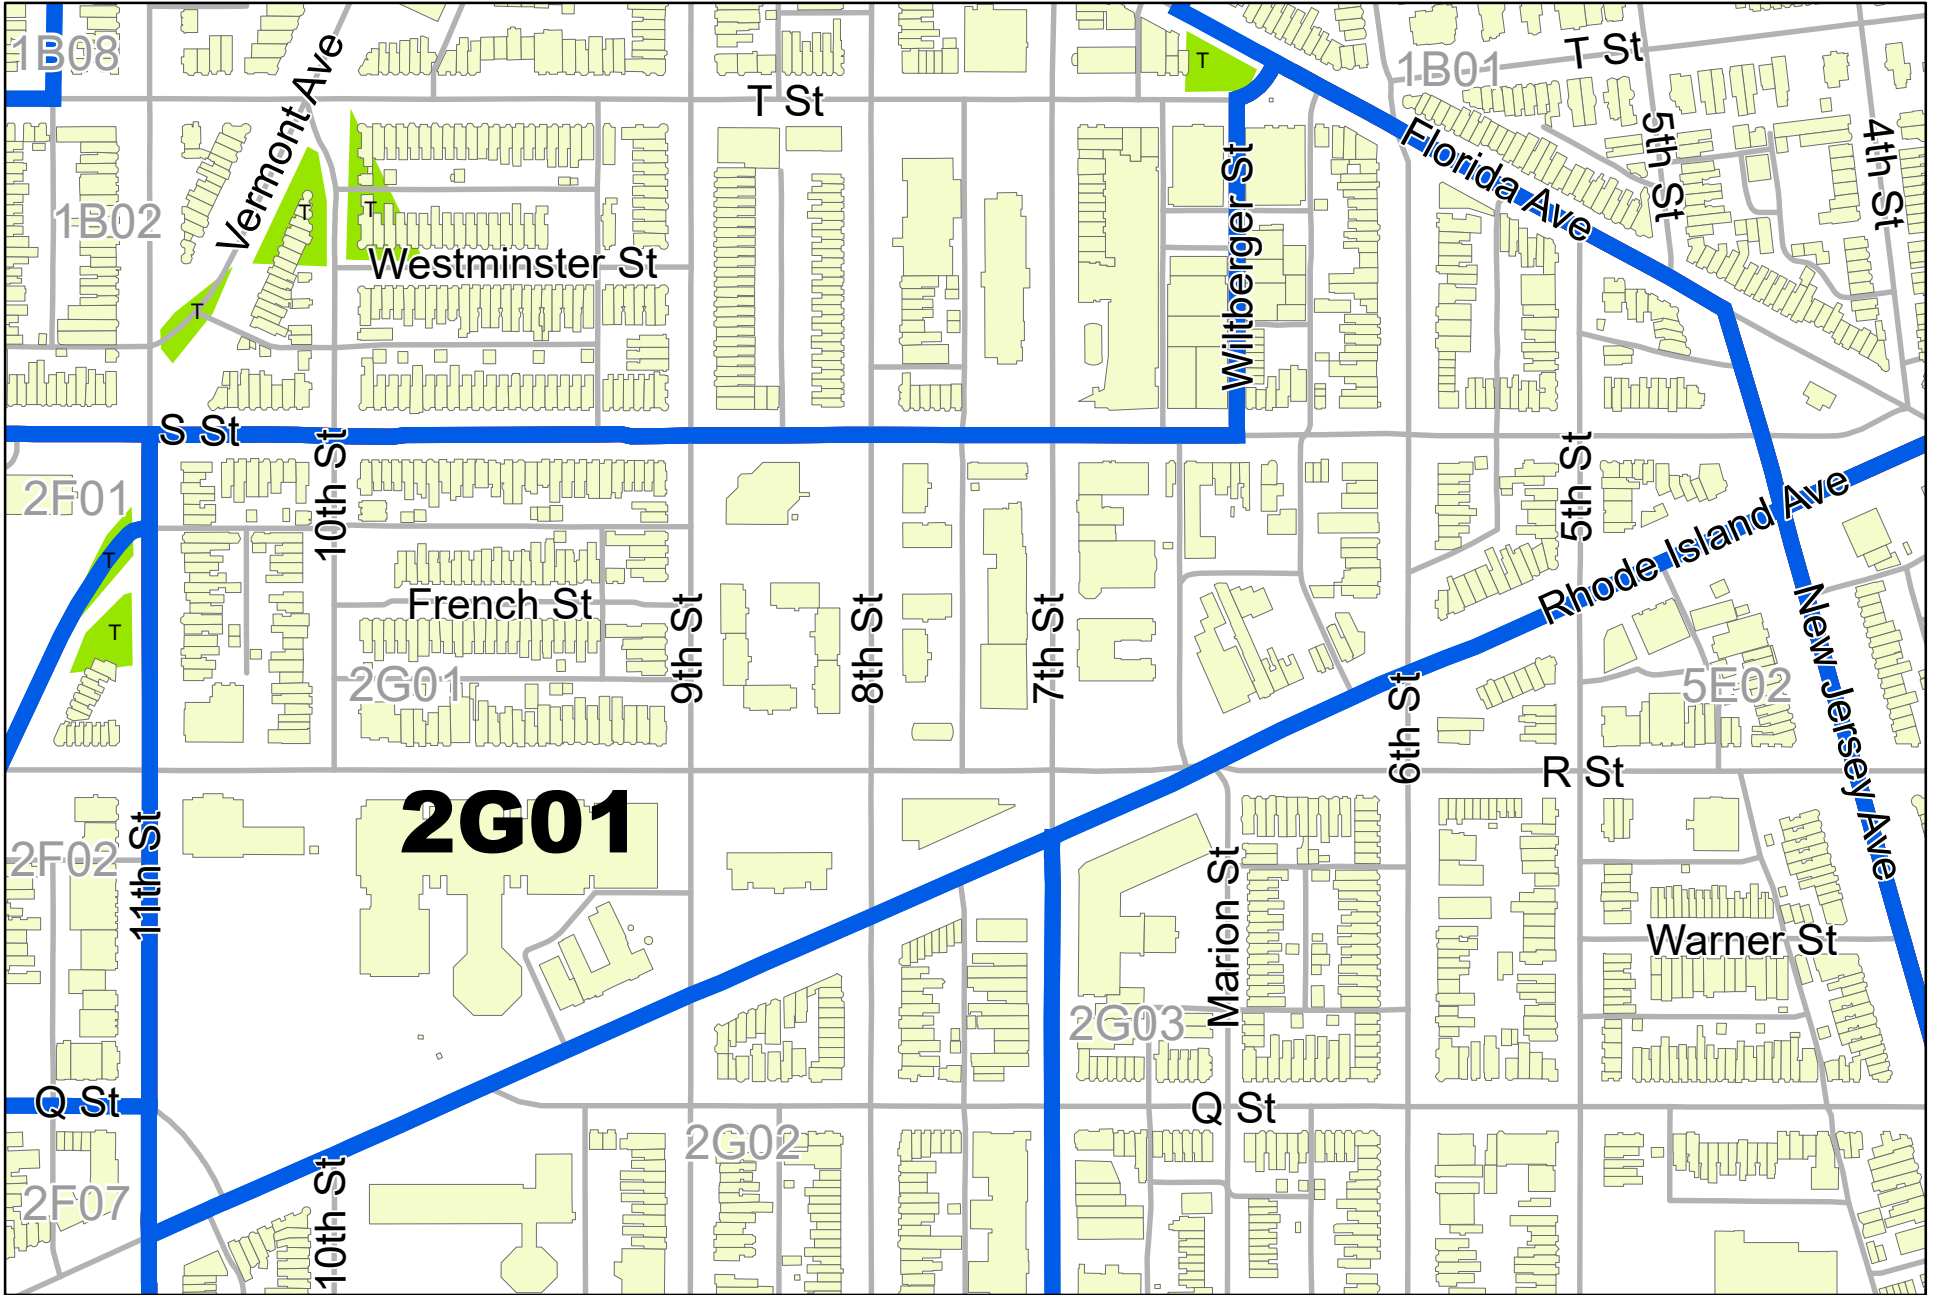 1B08
Vermont Ave
T St
T
1B01
T St
5th St
4th St
Florida Ave
1B02
T
T
Westminster St
Wiltberger St
T
S St
10th St
5th St
2F01
T
T
French St
2G01
9th St
8th St
7th St
Rhode Island Ave
New Jersey Ave
5E02
6th St
R St
2G01
2F02
11th St
Marion St
Warner St
2G03
Q St
Q St
2G02
2F07
10th St